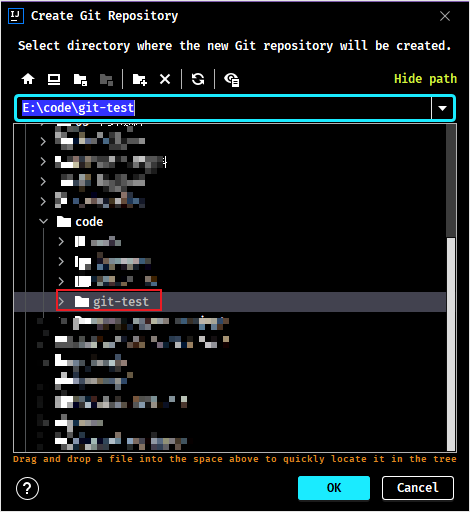 IJ Create Git Repository
Select directory where the new Git repository will be created.
Hide path
E:\code\git-test
code
git-test
Drag and drop a file into the space above to quickly locate it in the tree
? OK Cancel